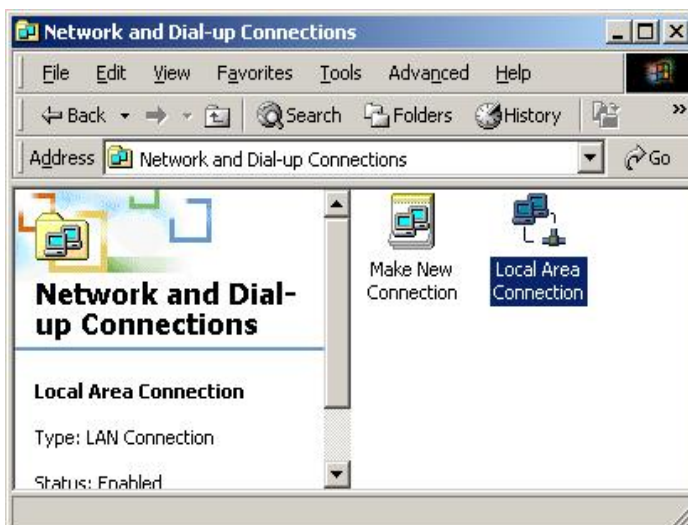 Network and Dial-up Connections
File Edit View Favorites Tools Advanced Help
Back Search Folders History »
Address Network and Dial-up Connections Go
Make New
Connection
Local Area
Connection
Network and Dial-
up Connections
Local Area Connection
Type: LAN Connection
Status: Enabled